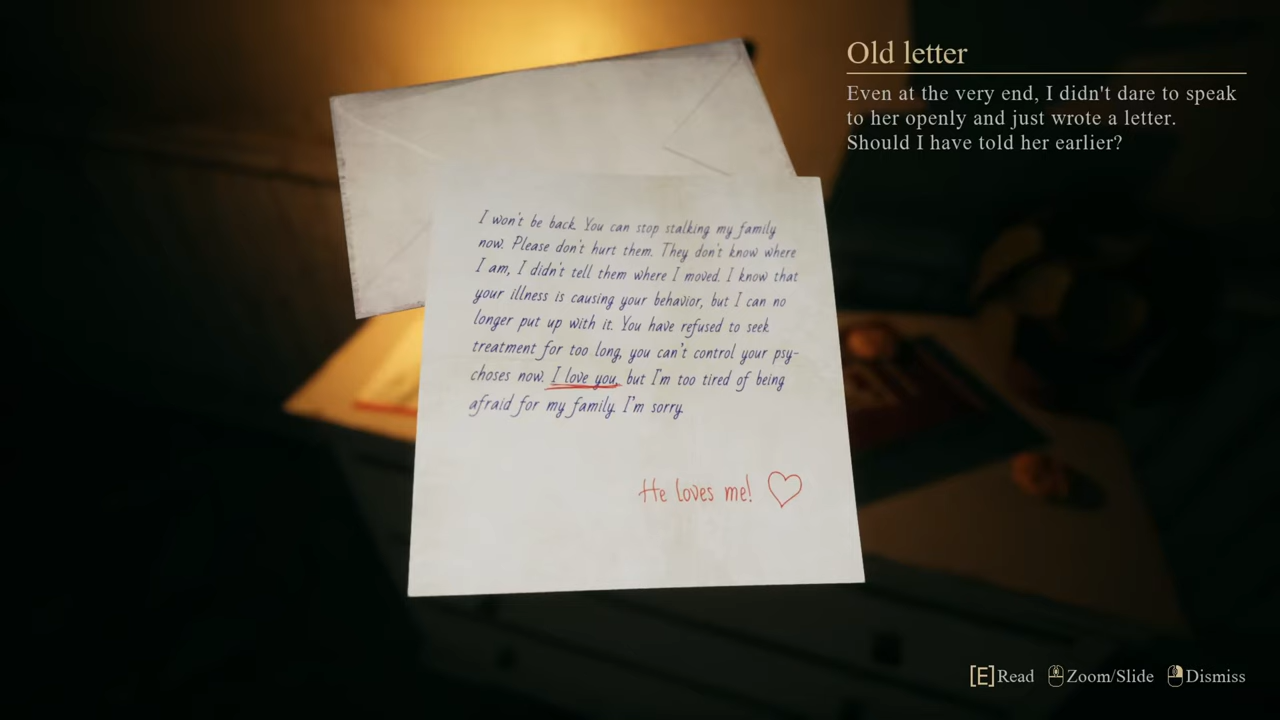 Old letter
Even at the very end, I didn't dare to speak
to her openly and just wrote a letter.
Should I have told her earlier?
I won't be back. You can stop stalking my family
now. Please don't hurt them. They don't know where
I am, I didn't tell them where I moved. I know that
your illness is causing your behavior, but I can no
longer put up with it. You have refused to seek
treatment for too long, you can't control your psy-
choses now. I love you, but I'm too tired of being
afraid for my family. I'm sorry.
He loves me!
[E]Read Zoom/Slide Dismiss